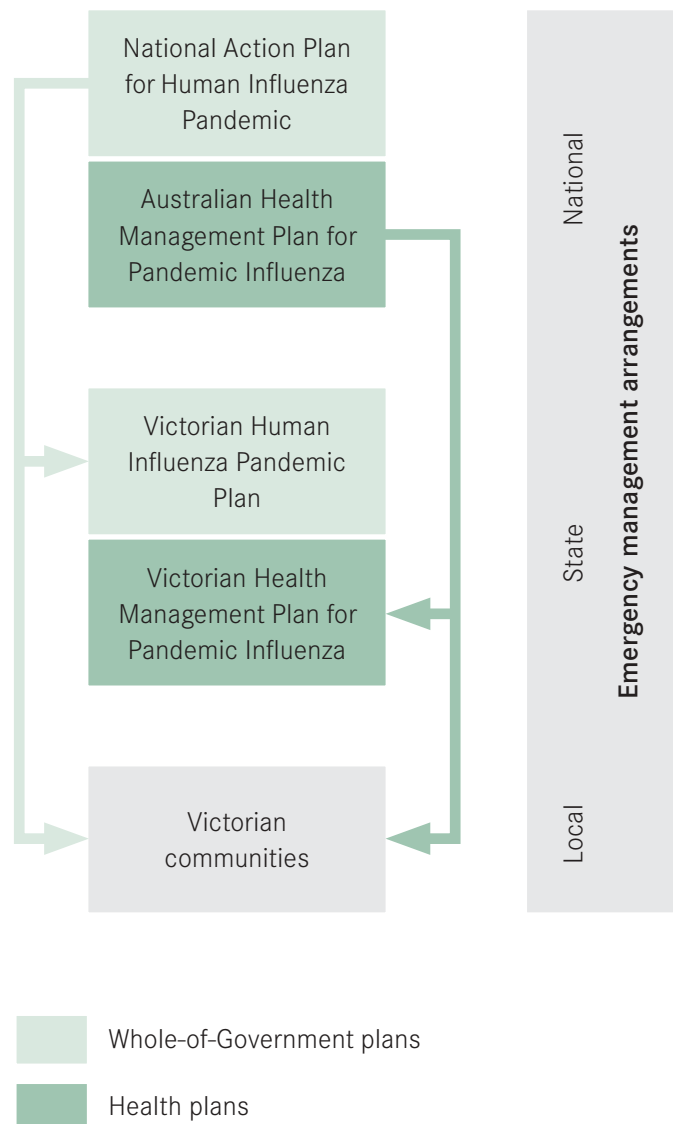 National Action Plan
for Human Influenza
Pandemic
Australian Health
Management Plan for
Pandemic Influenza
Victorian Human
Influenza Pandemic
Plan
Victorian Health
Management Plan for
Pandemic Influenza
Victorian
communities
National
State
Local
Emergency management arrangements
Whole-of-Government plans
Health plans